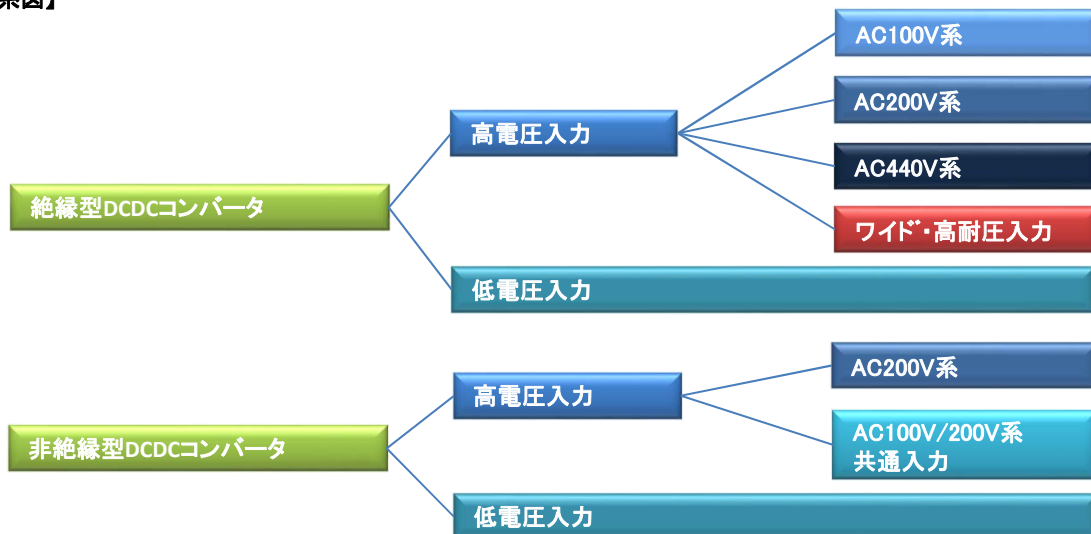 系図】
絶縁型DCDCコンバータ
高電圧入力
AC100V系
AC200V系
AC440V系
ワイド・高耐圧入力
低電圧入力
非絶縁型DCDCコンバータ
高電圧入力
AC200V系
AC100V/200V系
共通入力
低電圧入力